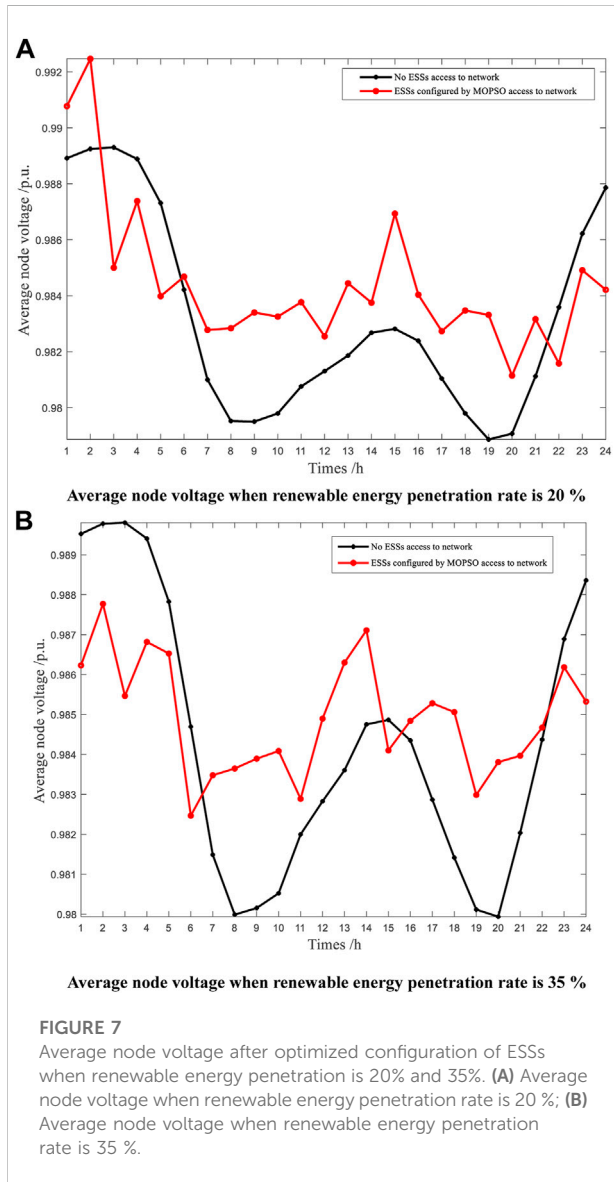 A
No ESSs access to network
ESSs configured by MOPSO access to network
Average node voltage /p.u.
0.992
0.99
0.988
0.986
0.984
0.982
0.98
1 2 3 4 5 6 7 8 9 10 11 12 13 14 15 16 17 18 19 20 21 22 23 24
Times /h
Average node voltage when renewable energy penetration rate is 20 %
B
No ESSs access to network
ESSs configured by MOPSO access to network
Average node voltage /p.u.
0.989
0.988
0.987
0.986
0.985
0.984
0.983
0.982
0.981
0.98
1 2 3 4 5 6 7 8 9 10 11 12 13 14 15 16 17 18 19 20 21 22 23 24
Times /h
Average node voltage when renewable energy penetration rate is 35 %
FIGURE 7
Average node voltage after optimized configuration of ESSs
when renewable energy penetration is 20% and 35%. (A) Average
node voltage when renewable energy penetration rate is 20 %; (B)
Average node voltage when renewable energy penetration
rate is 35 %.